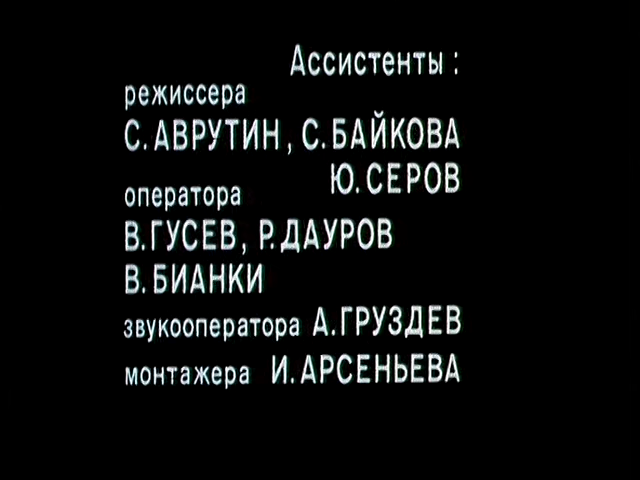 Ассистенты :
режиссера
С. АВРУТИН, С. БАЙКОВА
Ю. СЕРОВ
оператора
В.ГУСЕВ, Р. ДАУРОВ
В. БИАНКИ
звукооператора А.ГРУЗДЕВ
монтажера И. АРСЕНЬЕВА